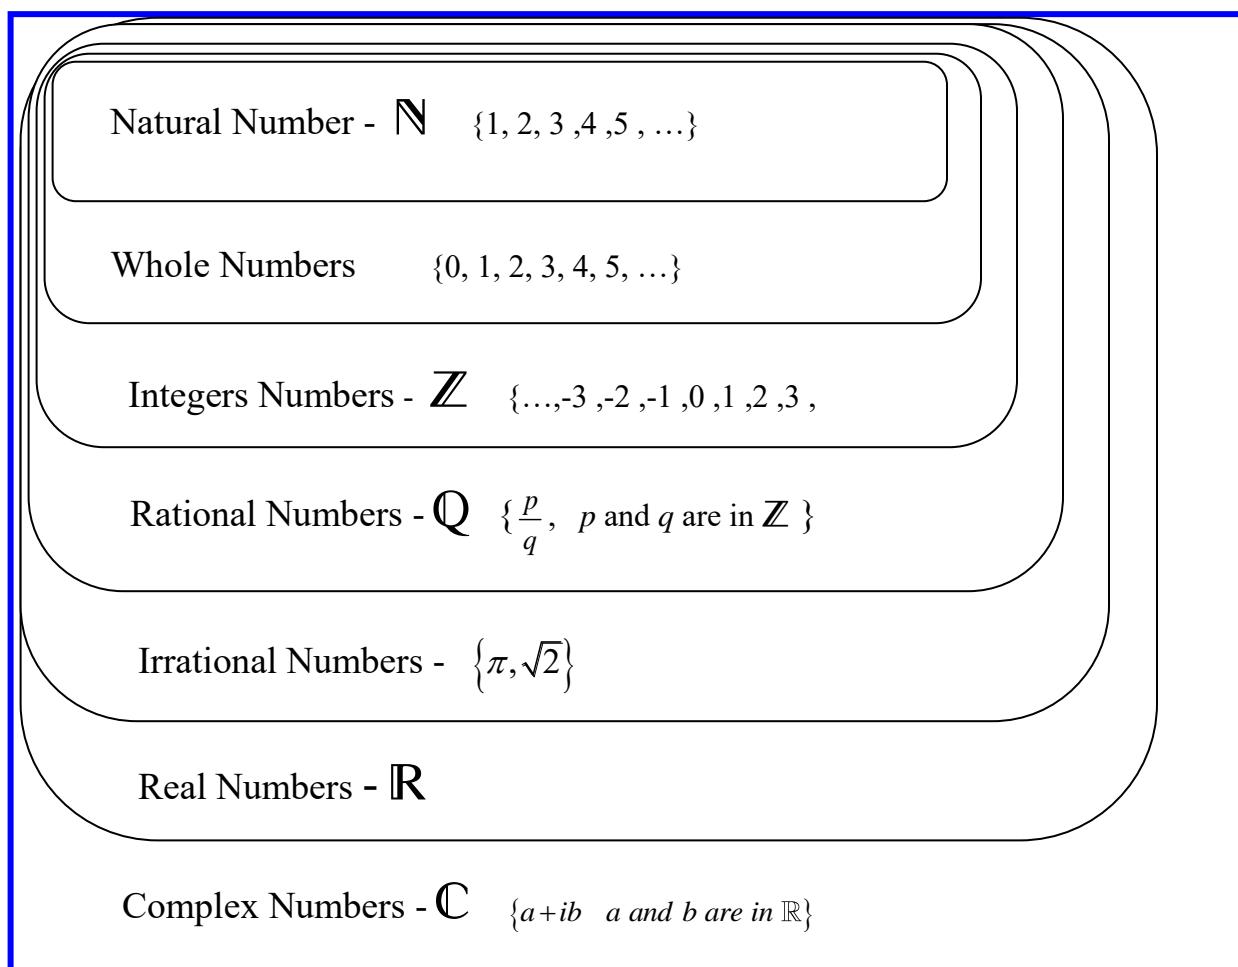 Natural Number - ℕ {1, 2, 3 ,4 ,5 , …}
Whole Numbers {0, 1, 2, 3, 4, 5, …}
Integers Numbers - ℤ {…,-3 ,-2 ,-1 ,0 ,1 ,2 ,3 ,
Rational Numbers - ℚ { p/q , p and q are in ℤ }
Irrational Numbers - {π, √2}
Real Numbers - ℝ
Complex Numbers - ℂ {a+ib a and b are in ℝ}